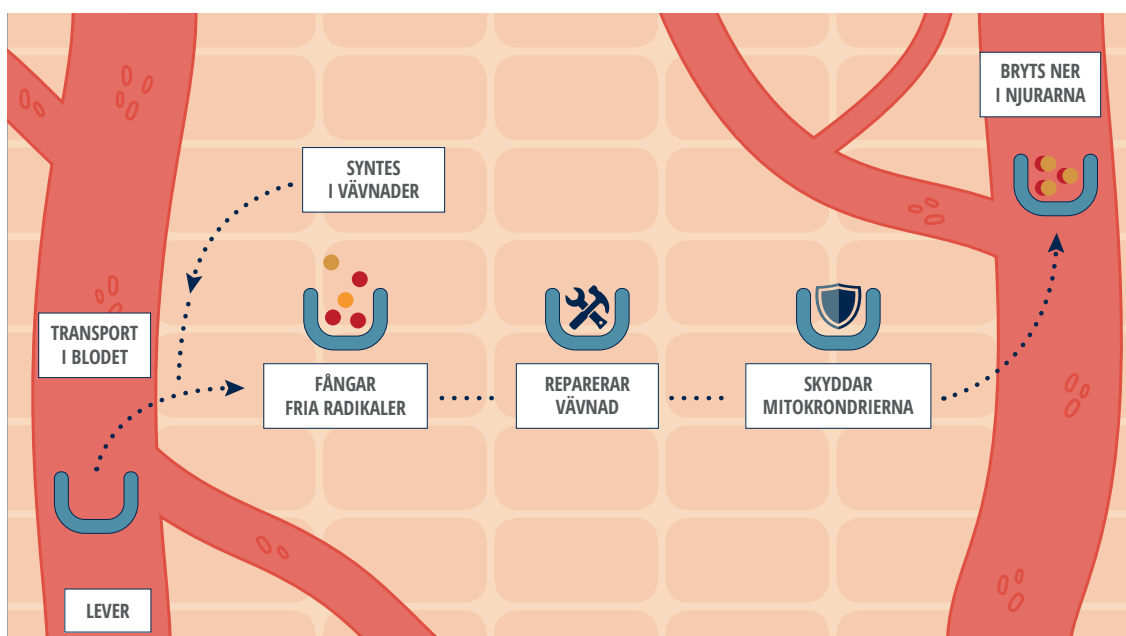 BRYTS NER
I NJURARNA
SYNTES
I VÄVNADER
TRANSPORT
I BLODET
FÅNGAR
FRIA RADIKALER
REPARERAR
VÄVNAD
SKYDDAR
MITOKRONDRIERNA
LEVER